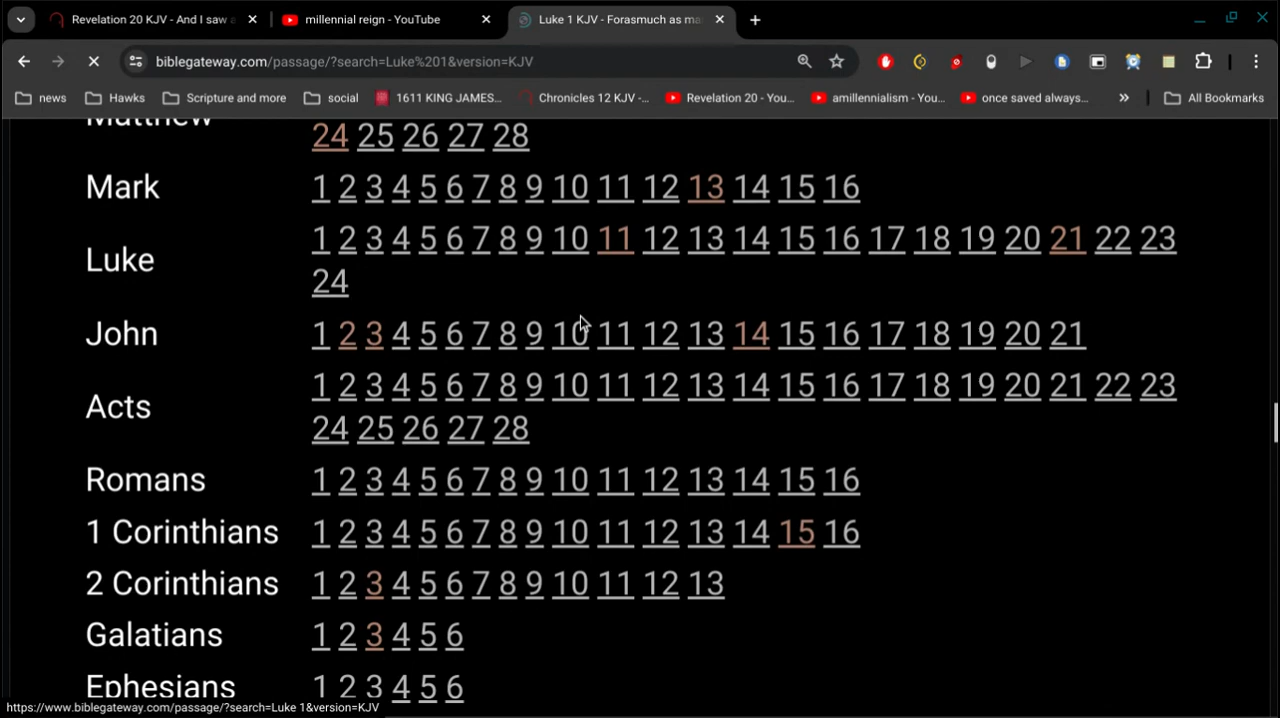 Revelation 20 KJV - And I saw a
millennial reign - YouTube
Luke 1 KJV - Forasmuch as ma
biblegateway.com/passage/?search=Luke%201&version=KJV
news
Hawks
Scripture and more
social
1611 KING JAMES...
Chronicles 12 KJV -...
Revelation 20 - You...
amillennialism - You...
once saved always...
All Bookmarks
Matthew
24 25 26 27 28
Mark 1 2 3 4 5 6 7 8 9 10 11 12 13 14 15 16
Luke 1 2 3 4 5 6 7 8 9 10 11 12 13 14 15 16 17 18 19 20 21 22 23
24
John 1 2 3 4 5 6 7 8 9 10 11 12 13 14 15 16 17 18 19 20 21
Acts 1 2 3 4 5 6 7 8 9 10 11 12 13 14 15 16 17 18 19 20 21 22 23
24 25 26 27 28
Romans 1 2 3 4 5 6 7 8 9 10 11 12 13 14 15 16
1 Corinthians 1 2 3 4 5 6 7 8 9 10 11 12 13 14 15 16
2 Corinthians 1 2 3 4 5 6 7 8 9 10 11 12 13
Galatians 1 2 3 4 5 6
Ephesians 1 2 3 4 5 6
https://www.biblegateway.com/passage/?search=Luke 1&version=KJV